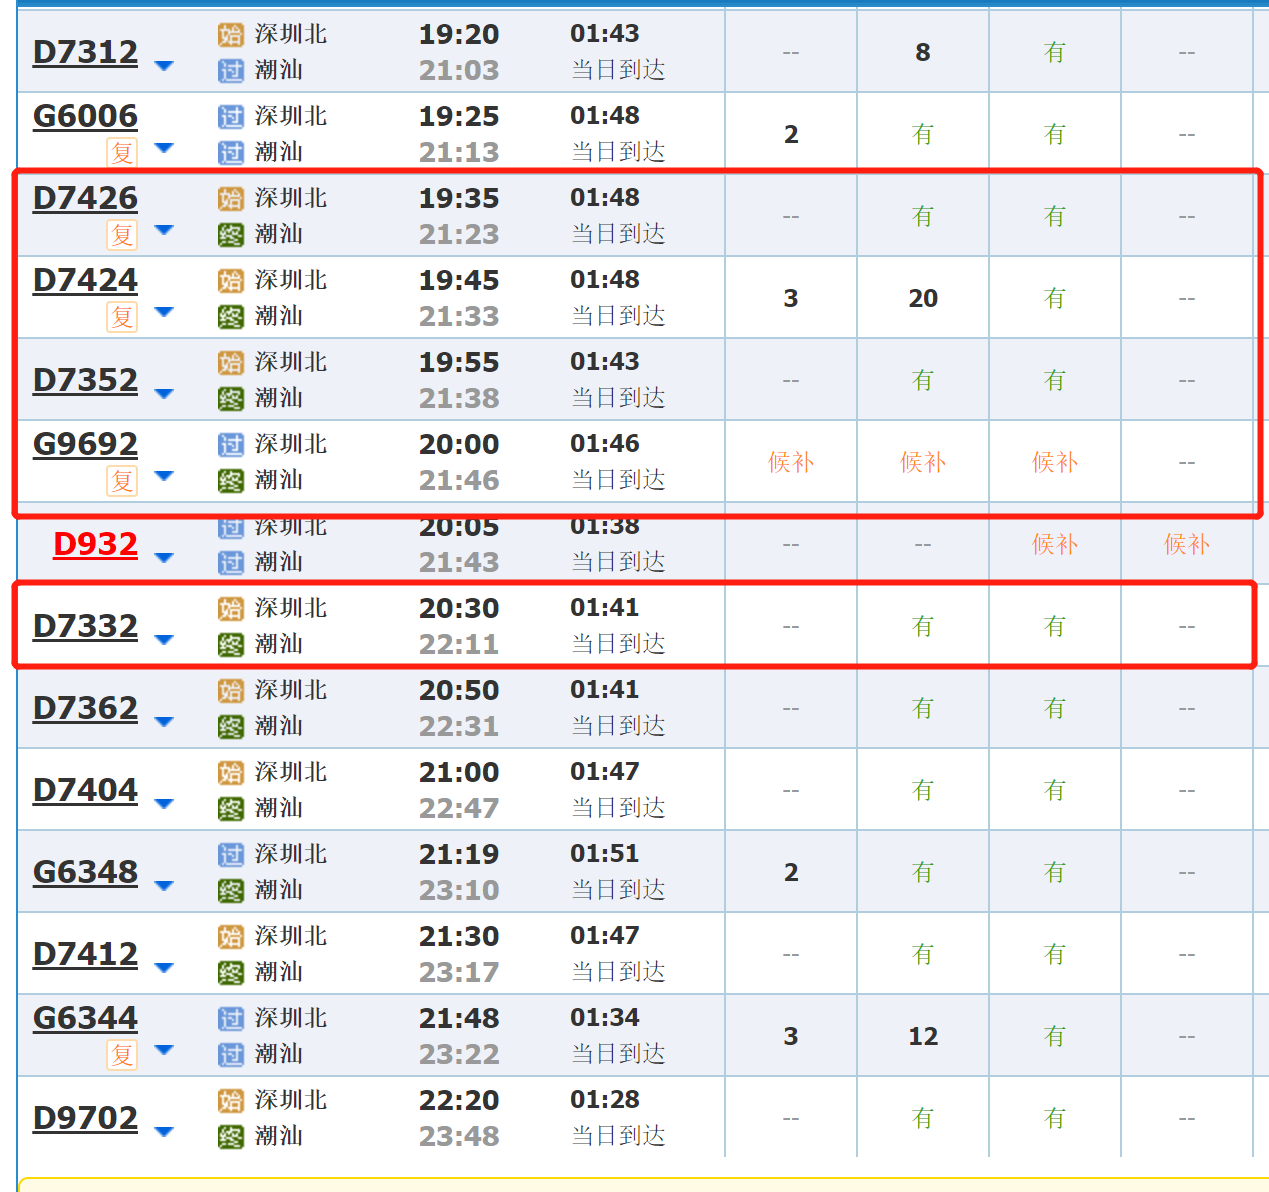 D7312 始 深圳北 19:20 01:43 -- 8 有 --
过 潮汕 21:03 当日到达
G6006 过 深圳北 19:25 01:48 2 有 有 --
复 过 潮汕 21:13 当日到达
D7426 始 深圳北 19:35 01:48 -- 有 有 --
复 终 潮汕 21:23 当日到达
D7424 始 深圳北 19:45 01:48 3 20 有 --
复 终 潮汕 21:33 当日到达
D7352 始 深圳北 19:55 01:43 -- 有 有 --
终 潮汕 21:38 当日到达
G9692 过 深圳北 20:00 01:46 候补 候补 候补 --
复 终 潮汕 21:46 当日到达
D932 过 深圳北 20:05 01:38 -- -- 候补 候补
过 潮汕 21:43 当日到达
D7332 始 深圳北 20:30 01:41 -- 有 有 --
终 潮汕 22:11 当日到达
D7362 始 深圳北 20:50 01:41 -- 有 有 --
终 潮汕 22:31 当日到达
D7404 始 深圳北 21:00 01:47 -- 有 有 --
终 潮汕 22:47 当日到达
G6348 过 深圳北 21:19 01:51 2 有 有 --
终 潮汕 23:10 当日到达
D7412 始 深圳北 21:30 01:47 -- 有 有 --
终 潮汕 23:17 当日到达
G6344 过 深圳北 21:48 01:34 3 12 有 --
复 过 潮汕 23:22 当日到达
D9702 始 深圳北 22:20 01:28 -- 有 有 --
终 潮汕 23:48 当日到达